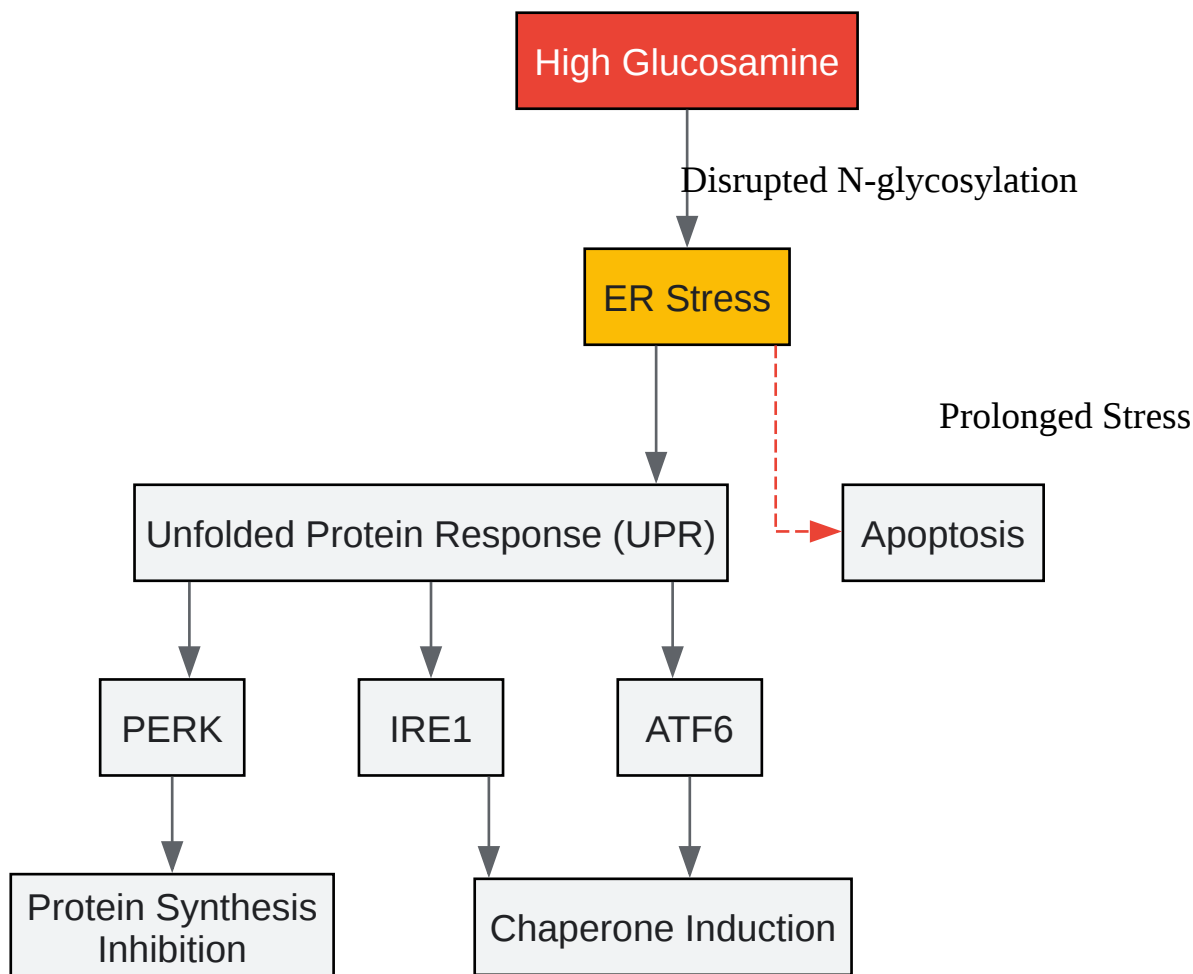 High Glucosamine
Disrupted N-glycosylation
ER Stress
Prolonged Stress
Unfolded Protein Response (UPR)
Apoptosis
PERK
IRE1
ATF6
Protein Synthesis
Inhibition
Chaperone Induction